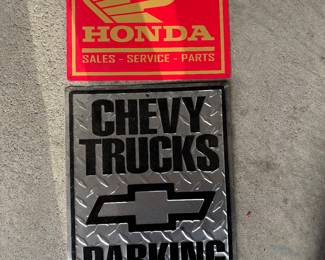 HONDA
SALES - SERVICE - PARTS
CHEVY
TRUCKS
PARKING